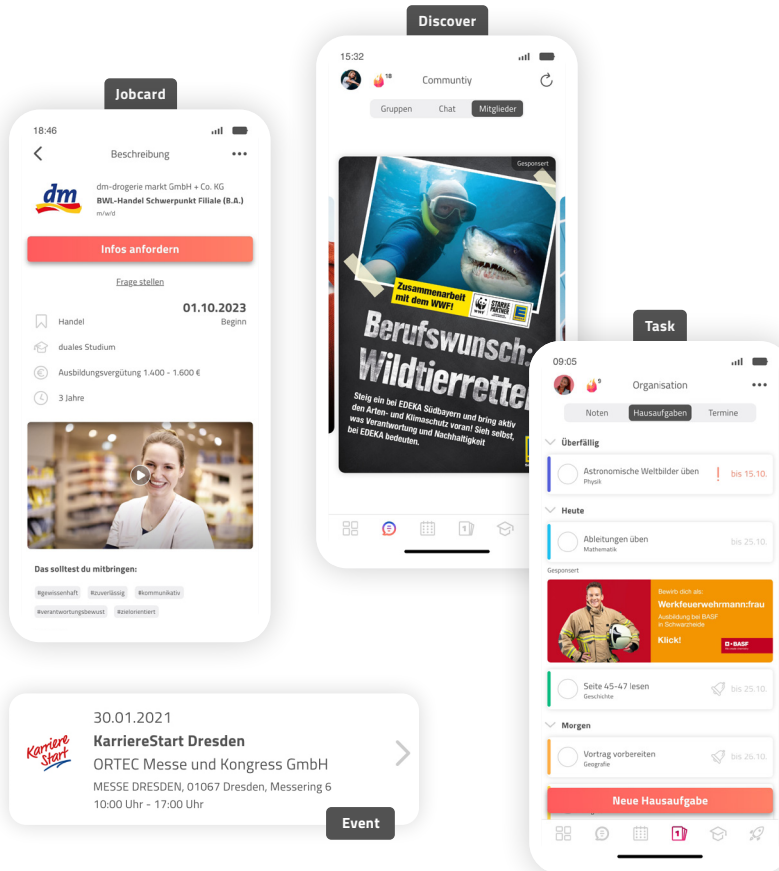 Discover
15:32
18
Communtiy
Gruppen Chat Mitglieder
Gesponsert
Zusammenarbeit
mit dem WWF!
WWF
STARKE
PARTNER
Berufswunsch:
Wildtierrette
Steig ein bei EDEKA Südbayern und bring aktiv
den Arten- und Klimaschutz voran! Sieh selbst,
was Verantwortung und Nachhaltigkeit
bei EDEKA bedeuten.
1
Jobcard
18:46
Beschreibung
dm
dm-drogerie markt GmbH + Co. KG
BWL-Handel Schwerpunkt Filiale (B.A.)
m/w/d
Infos anfordern
Frage stellen
01.10.2023
Handel Beginn
duales Studium
Ausbildungsvergütung 1.400 - 1.600 €
3 Jahre
Das solltest du mitbringen:
#gewissenhaft #zuverlässig #kommunikativ
#verantwortungsbewust #zielorientiert
Task
09:05
9
Organisation
Noten Hausaufgaben Termine
Überfällig
Astronomische Weltbilder üben bis 15.10.
Physik
Heute
Ableitungen üben bis 25.10.
Mathematik
Gesponsert
Bewirb dich als:
Werkfeuerwehrmann:frau
Ausbildung bei BASF
in Schwarzheide
Klick!
BASF
Seite 45-47 lesen bis 25.10.
Geschichte
Morgen
Vortrag vorbereiten bis 26.10.
Geografie
Neue Hausaufgabe
1
Karriere
Start
30.01.2021
KarriereStart Dresden
ORTEC Messe und Kongress GmbH
MESSE DRESDEN, 01067 Dresden, Messering 6
10:00 Uhr - 17:00 Uhr
Event